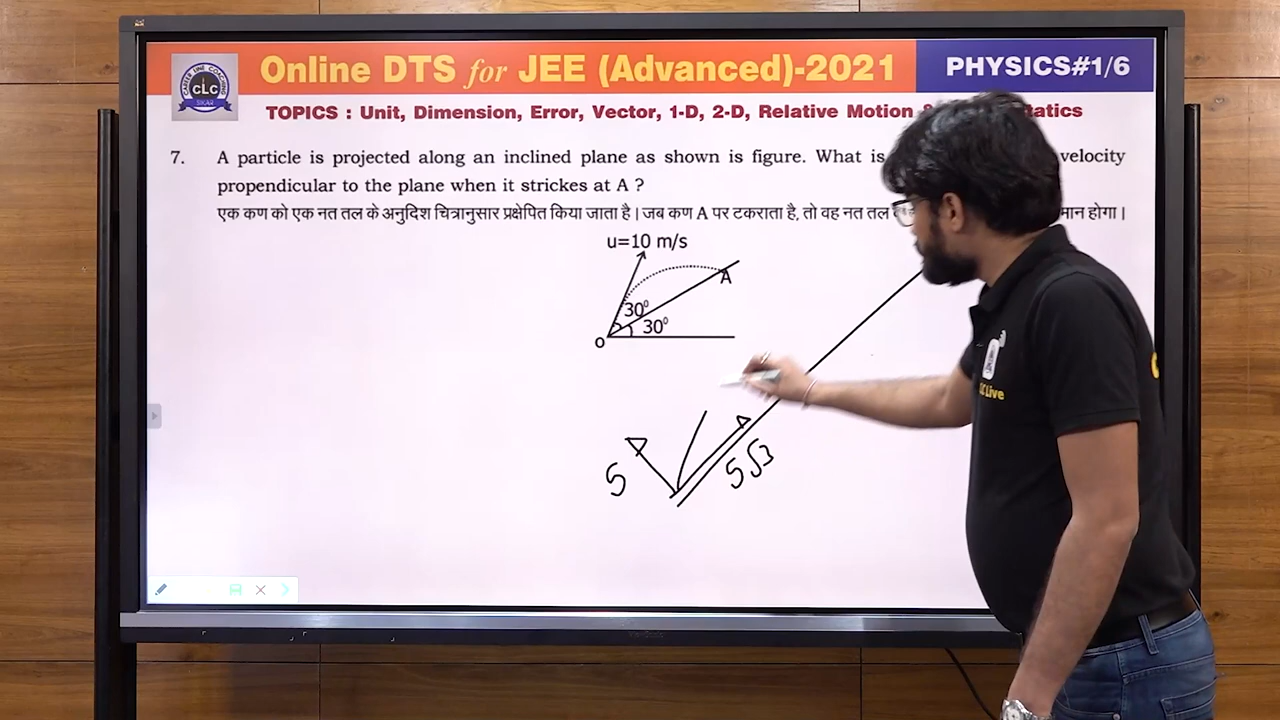 Online DTS for JEE (Advanced)-2021
PHYSICS#1/6
CLC
SIKAR
TOPICS : Unit, Dimension, Error, Vector, 1-D, 2-D, Relative Motion
7. A particle is projected along an inclined plane as shown is figure. What is velocity
propendicular to the plane when it strickes at A ?
एक कण को एक नत तल के अनुदिश चित्रानुसार प्रक्षेपित किया जाता है। जब कण A पर टकराता है, तो वह नत तल होगा।
u=10 m/s
A
30°
30°
O
5
5√3
Live